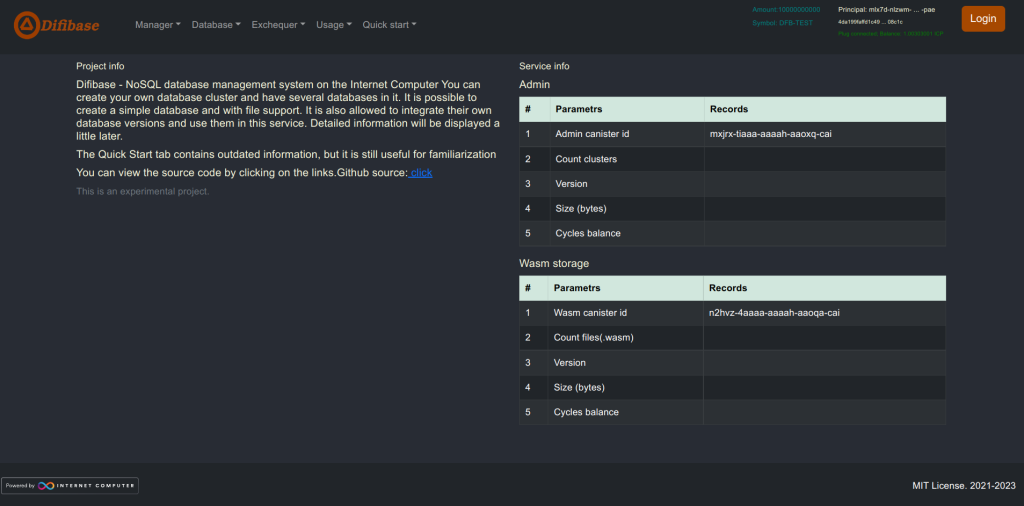 Difibase
Manager Database Exchequer Usage Quick start
Amount:10000000000
Symbol: GFB-TEST
Principal: mlx7d-nlzwm- ... -pae
4da199faffd1c49 ... 08c1c
Plug connected. Balance:
Login
Project info
Difibase - NoSQL database management system on the Internet Computer You can
create your own database cluster and have several databases in it. It is possible to
create a simple database and with file support. It is also allowed to integrate their own
database versions and use them in this service. Detailed information will be displayed a
little later.
The Quick Start tab contains outdated information, but it is still useful for familiarization
You can view the source code by clicking on the links.Github source: click
This is an experimental project.
Service info
Admin
# Parametrs Records
1 Admin canister id mxjrx-tiaaa-aaaah-aaoxq-cai
2 Count clusters
3 Version
4 Size (bytes)
5 Cycles balance
Wasm storage
# Parametrs Records
1 Wasm canister id n2hvz-4aaaa-aaaah-aaoqa-cai
2 Count files(.wasm)
3 Version
4 Size (bytes)
5 Cycles balance
Powered by INTERNET COMPUTER
MIT License. 2021-2023